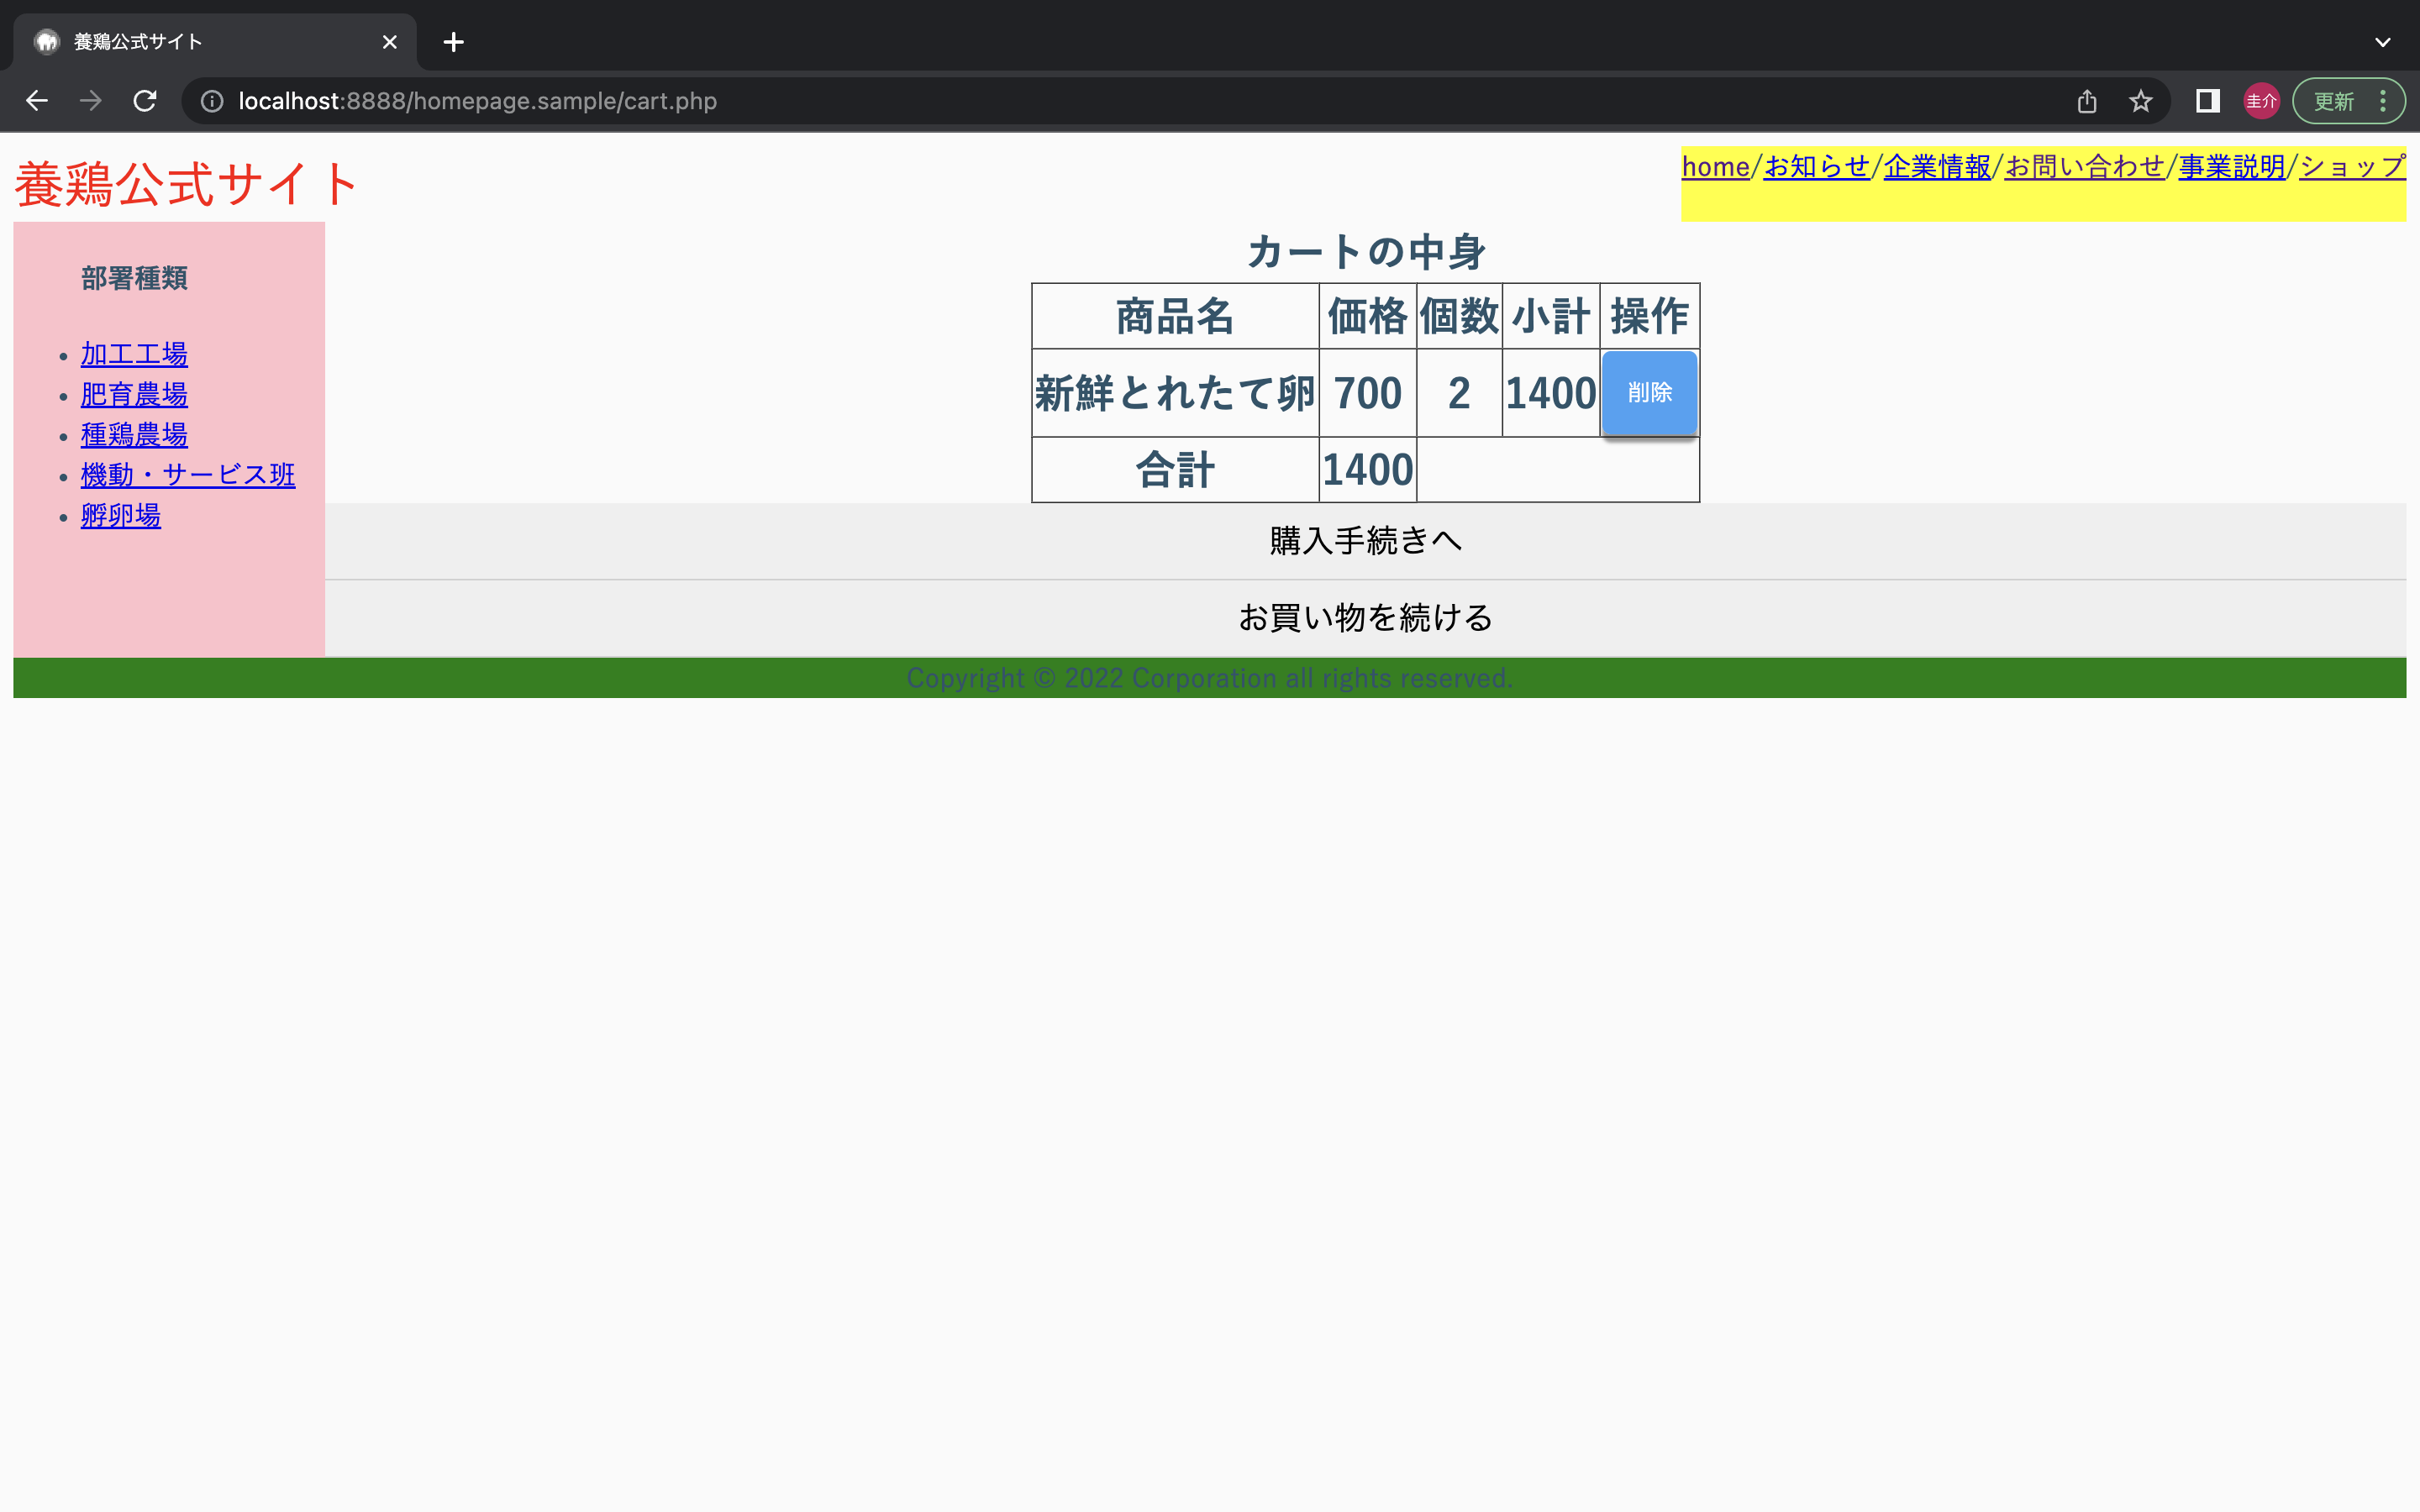 養鶏公式サイト
localhost:8888/homepage.sample/cart.php
圭介
更新
養鶏公式サイト
home/お知らせ/企業情報/お問い合わせ/事業説明/ショップ
部署種類
加工工場
肥育農場
種鶏農場
機動・サービス班
孵卵場
カートの中身
商品名 価格 個数 小計 操作
新鮮とれたて卵 700 2 1400 削除
合計 1400
購入手続きへ
お買い物を続ける
Copyright © 2022 Corporation all rights reserved.